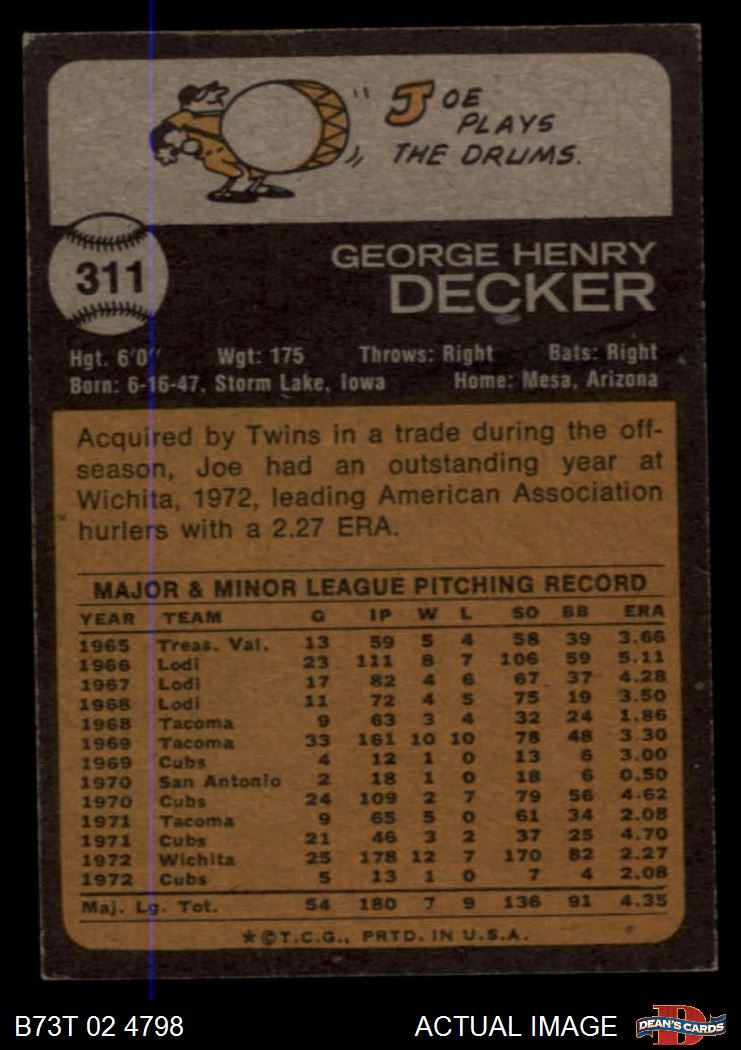 JOE
PLAYS
THE DRUMS.
311
GEORGE HENRY
DECKER
Hgt. 6'0" Wgt: 175 Throws: Right Bats: Right
Born: 6-16-47, Storm Lake, Iowa Home: Mesa, Arizona
Acquired by Twins in a trade during the off-
season, Joe had an outstanding year at
Wichita, 1972, leading American Association
hurlers with a 2.27 ERA.
MAJOR & MINOR LEAGUE PITCHING RECORD
YEAR TEAM G IP W L SO BB ERA
1965 Treas. Val. 13 59 5 4 58 39 3.66
1966 Lodi 23 111 8 7 106 59 5.11
1967 Lodi 17 82 4 6 67 37 4.28
1968 Lodi 11 72 4 5 75 19 3.50
1968 Tacoma 9 63 3 4 32 24 1.86
1969 Tacoma 33 161 10 10 78 48 3.30
1969 Cubs 4 12 1 0 13 6 3.00
1970 San Antonio 2 18 1 0 18 6 0.50
1970 Cubs 24 109 2 7 79 56 4.62
1971 Tacoma 9 65 5 0 61 34 2.08
1971 Cubs 21 46 3 2 37 25 4.70
1972 Wichita 25 178 12 7 170 82 2.27
1972 Cubs 5 13 1 0 7 4 2.08
Maj. Lg. Tot. 54 180 7 9 136 91 4.35
*©T.C.G., PRTD. IN U.S.A.
B73T 02 4798 ACTUAL IMAGE
D
DEAN'S CARDS